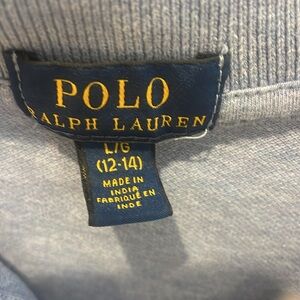 POLO
RALPH LAUREN
L/G
(12-14)
MADE IN
INDIA
FABRIQUÉ EN
INDE